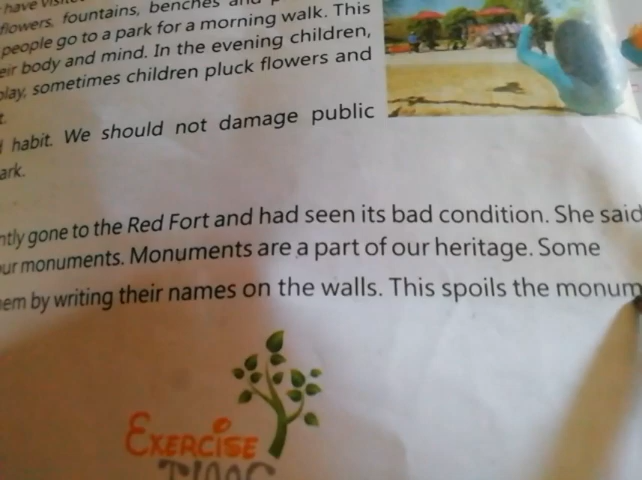 have
flowers, fountains, benches and
people go to a park for a morning walk. This
eir body and mind. In the evening children,
play, sometimes children pluck flowers and
t.
habit. We should not damage public
ark.
ntly gone to the Red Fort and had seen its bad condition. She said
ur monuments. Monuments are a part of our heritage. Some
em by writing their names on the walls. This spoils the monum
EXERCISE
TIME